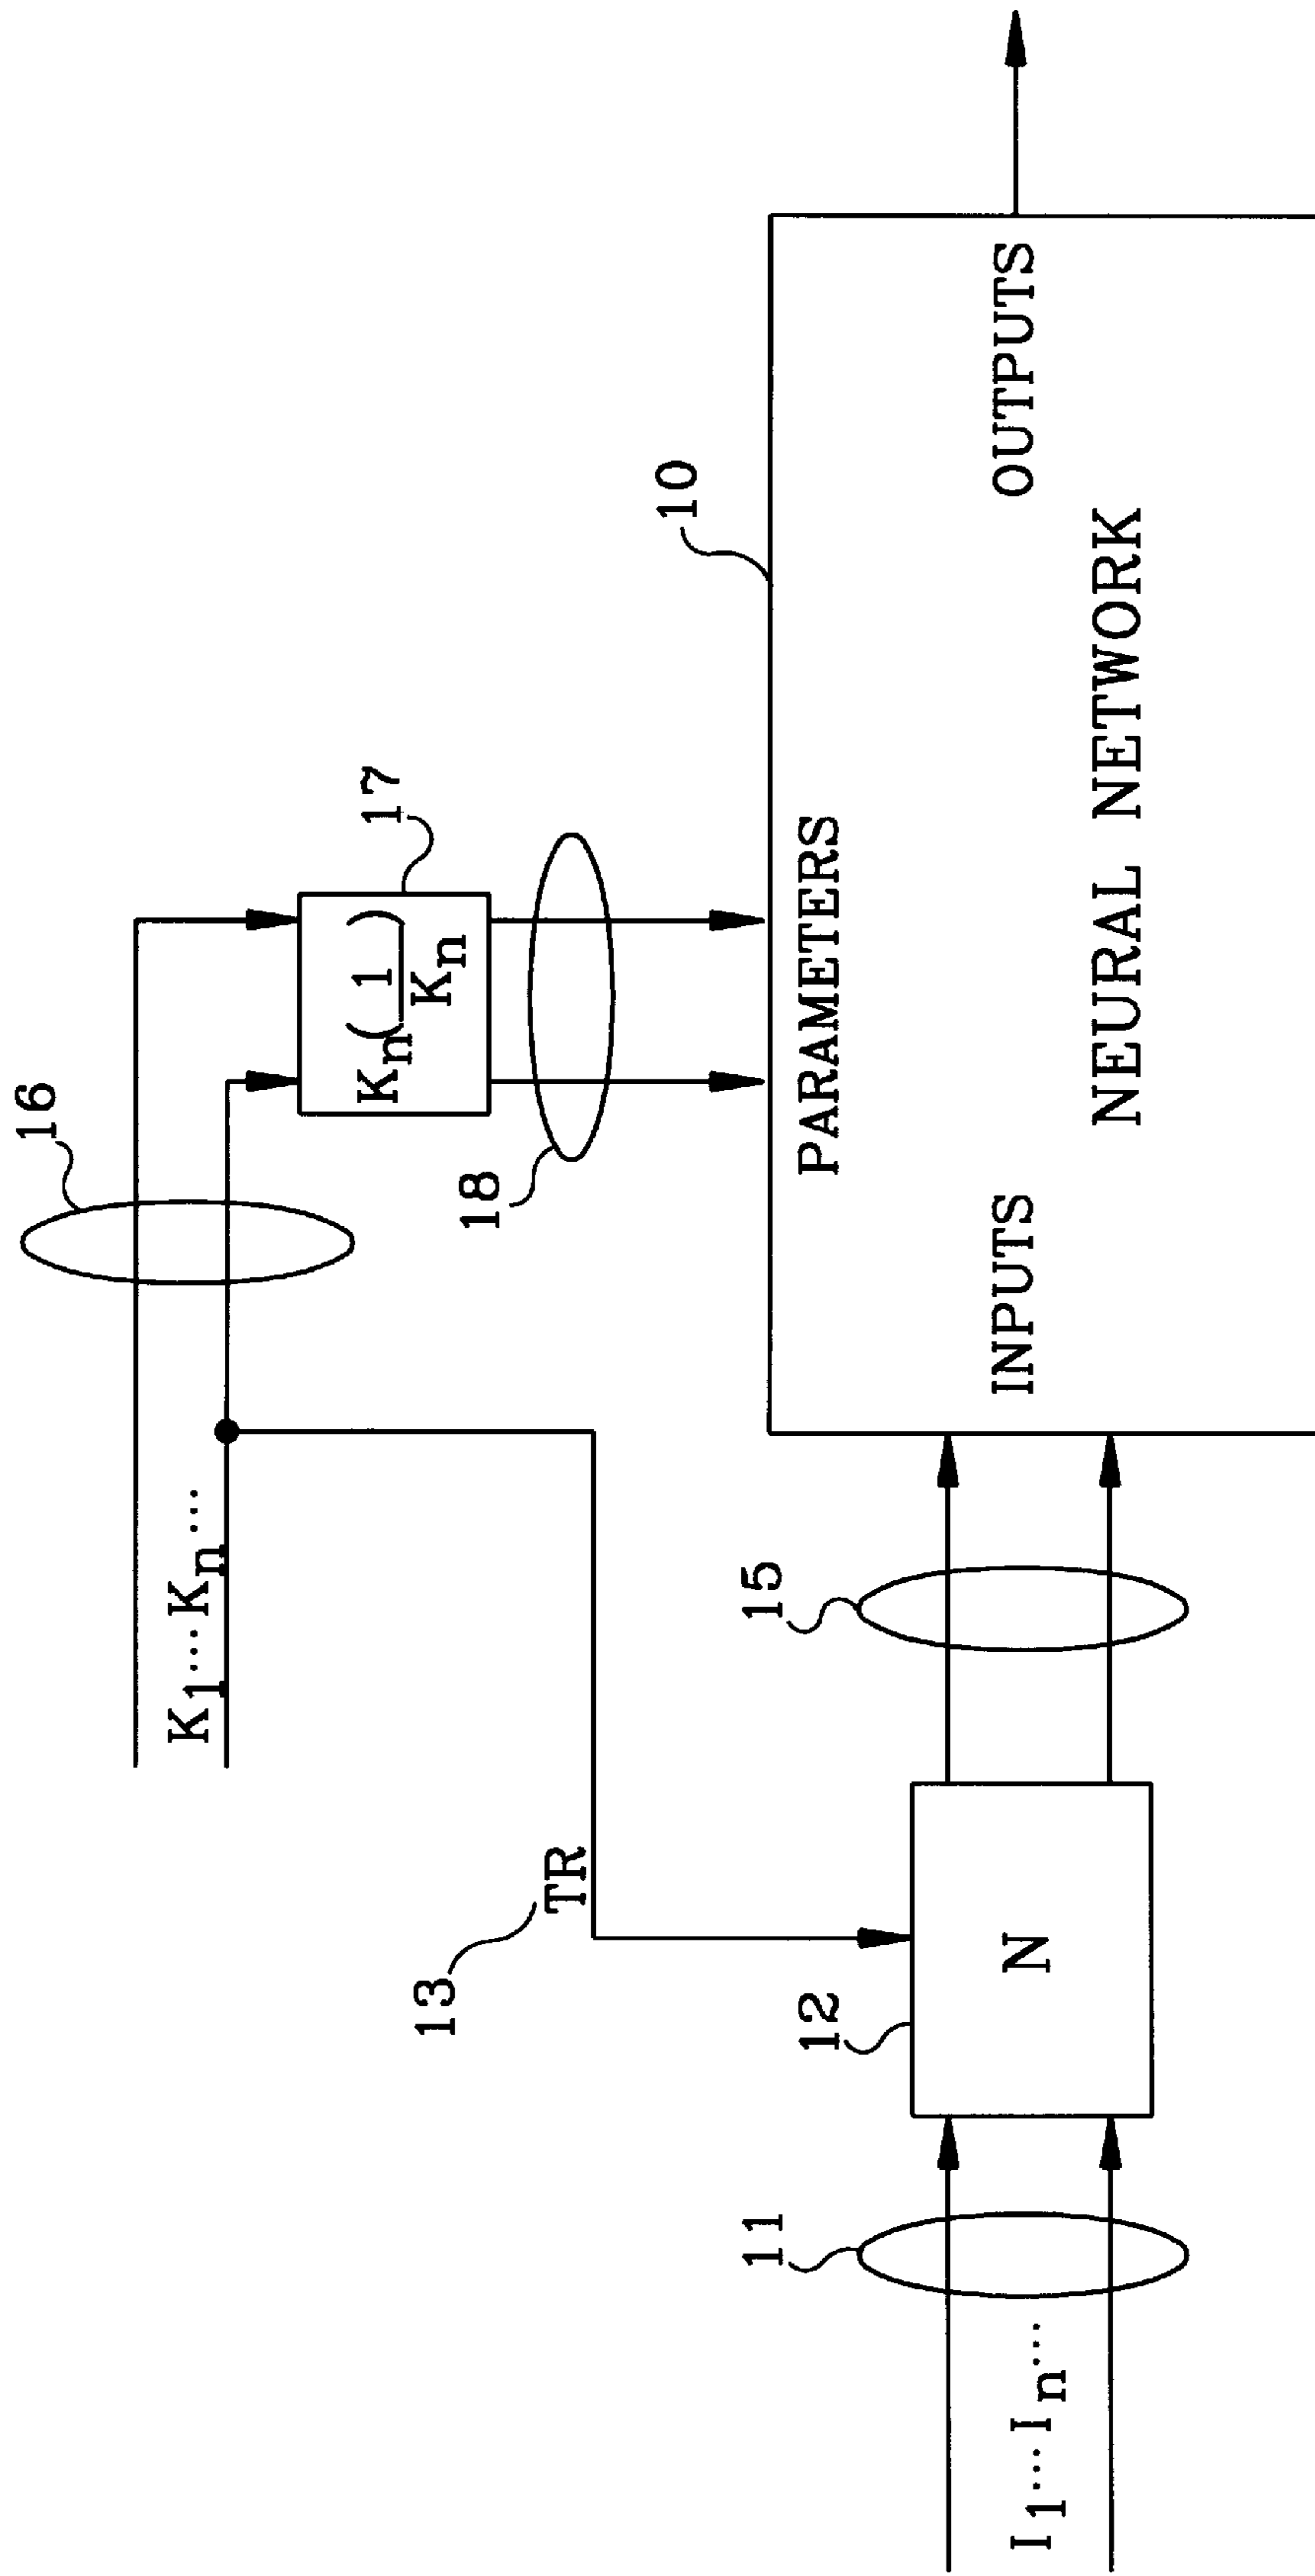 16
K1...Kn...
17
Kn(1/Kn)
18
13
TR
10
PARAMETERS
INPUTS
OUTPUTS
NEURAL NETWORK
15
12
N
11
I1...In...